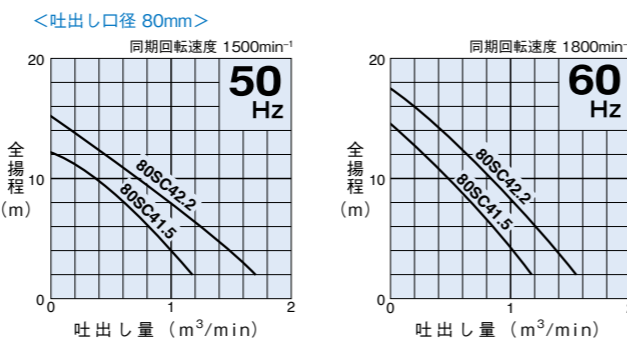 <吐出し口径 80mm>
同期回転速度 1500min⁻¹
50
Hz
20
10
0
全揚程
(m)
80SC42.2
80SC41.5
0 1 2
吐出し量（m³/min）
同期回転速度 1800min⁻
60
Hz
20
10
0
全揚程
(m)
80SC42.2
80SC41.5
0 1
吐出し量（m³/min）